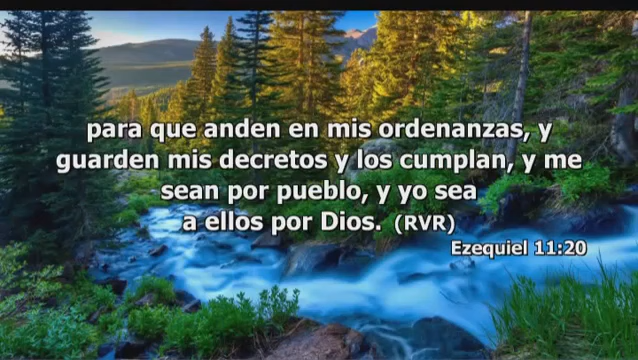 para que anden en mis ordenanzas, y
guarden mis decretos y los cumplan, y me
sean por pueblo, y yo sea
a ellos por Dios. (RVR)
Ezequiel 11:20